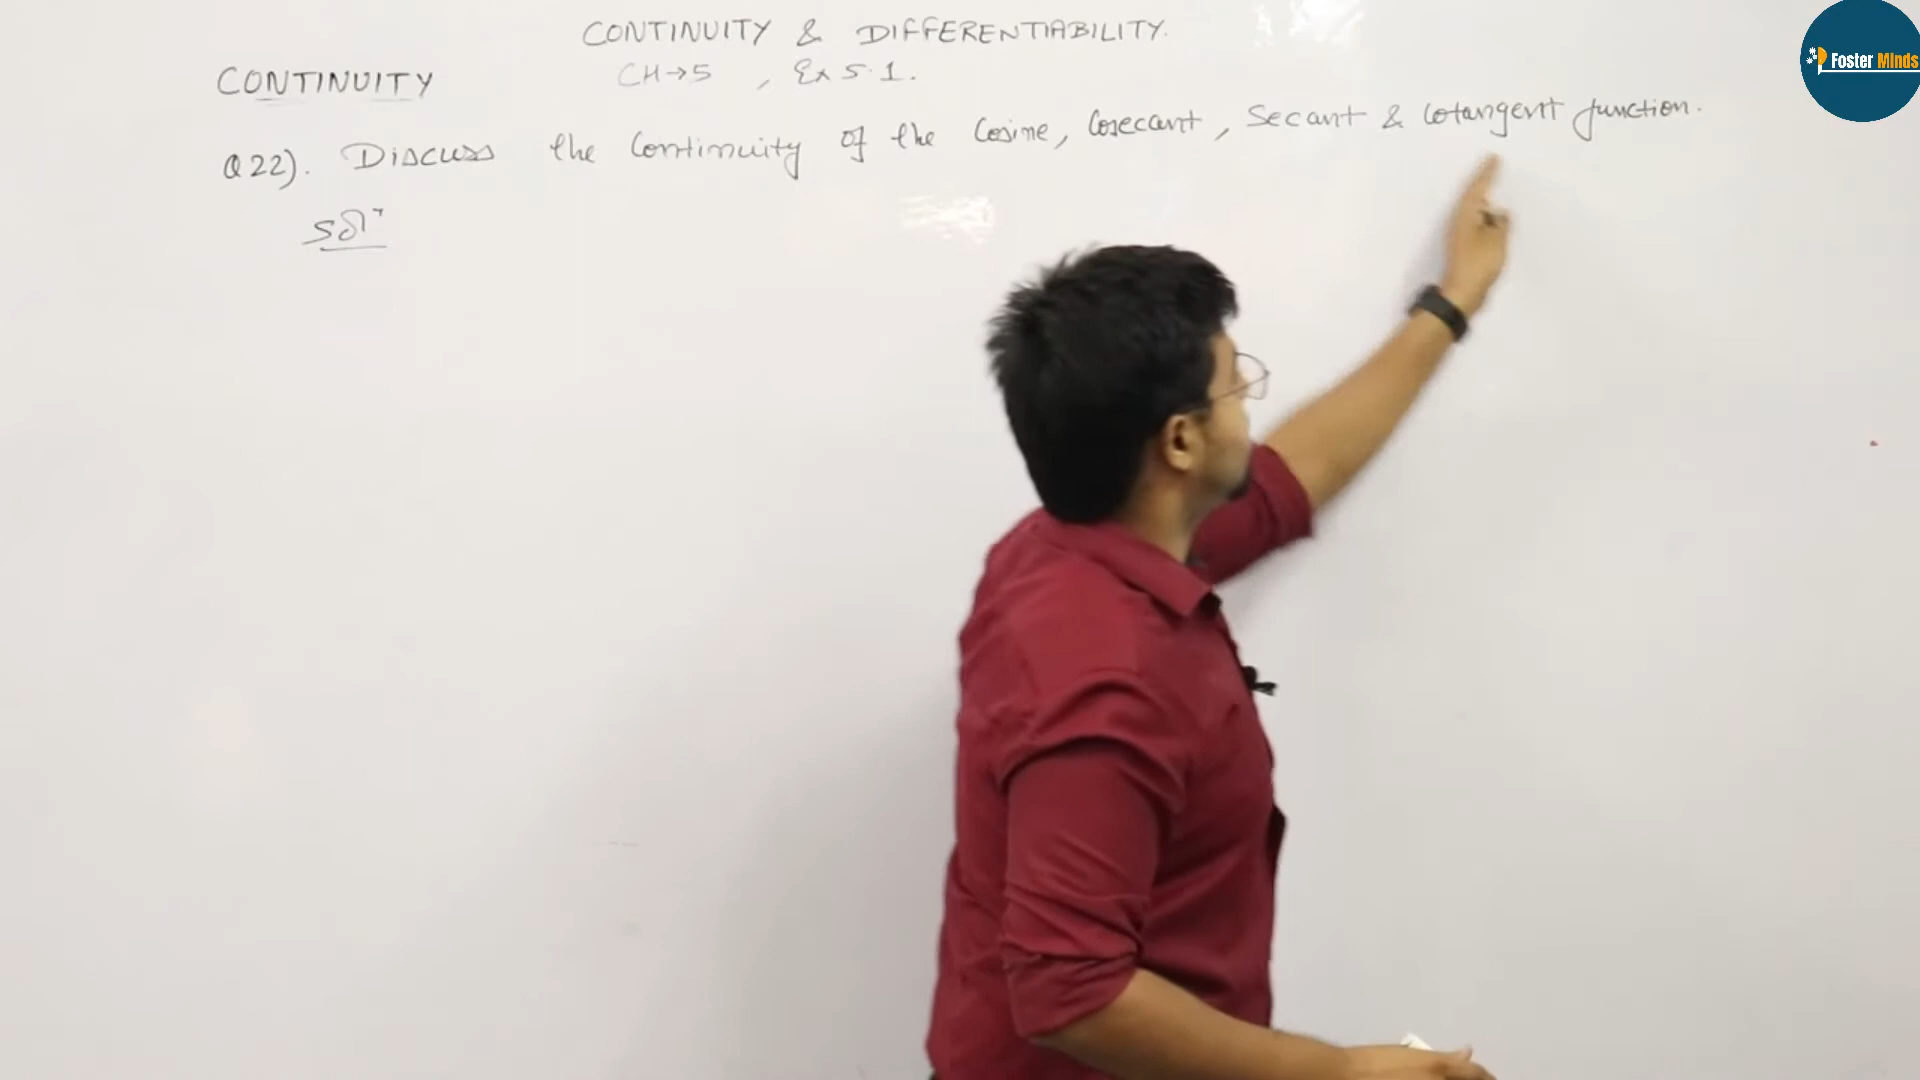 CONTINUITY & DIFFERENTIABILITY.
CH→5 , Ex 5.1.
CONTINUITY
Q22). Discuss the Continuity of the Cosine, Cosecant, Secant & Cotangent function.
Solⁿ
Foster Minds